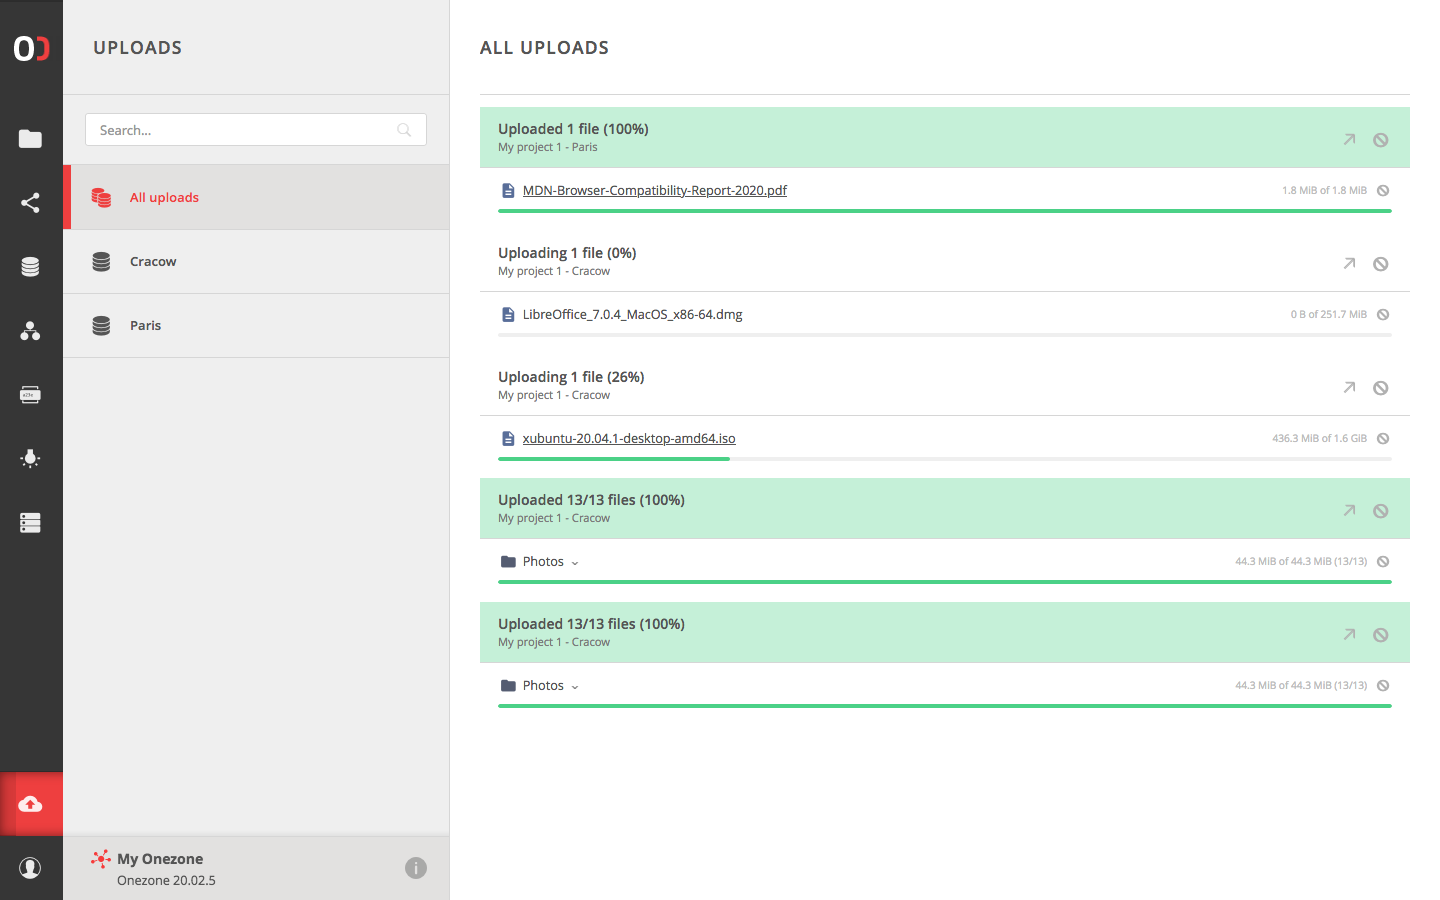 UPLOADS
Search...
All uploads
Cracow
Paris
My Onezone
Onezone 20.02.5
ALL UPLOADS
Uploaded 1 file (100%)
My project 1 - Paris
MDN-Browser-Compatibility-Report-2020.pdf 1.8 MiB of 1.8 MiB
Uploading 1 file (0%)
My project 1 - Cracow
LibreOffice_7.0.4_MacOS_x86-64.dmg 0 B of 251.7 MiB
Uploading 1 file (26%)
My project 1 - Cracow
xubuntu-20.04.1-desktop-amd64.iso 436.3 MiB of 1.6 GiB
Uploaded 13/13 files (100%)
My project 1 - Cracow
Photos 44.3 MiB of 44.3 MiB (13/13)
Uploaded 13/13 files (100%)
My project 1 - Cracow
Photos 44.3 MiB of 44.3 MiB (13/13)